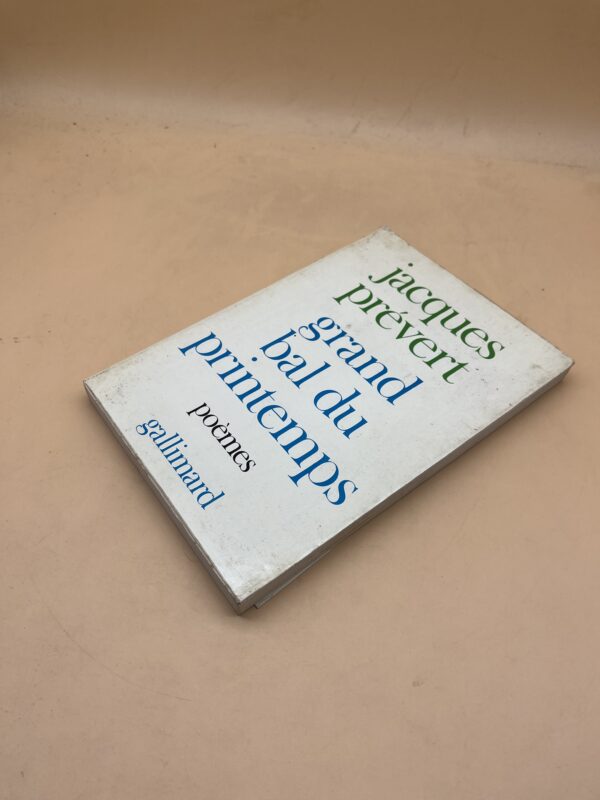 jacques
prévert
grand
bal du
printemps
poèmes
gallimard